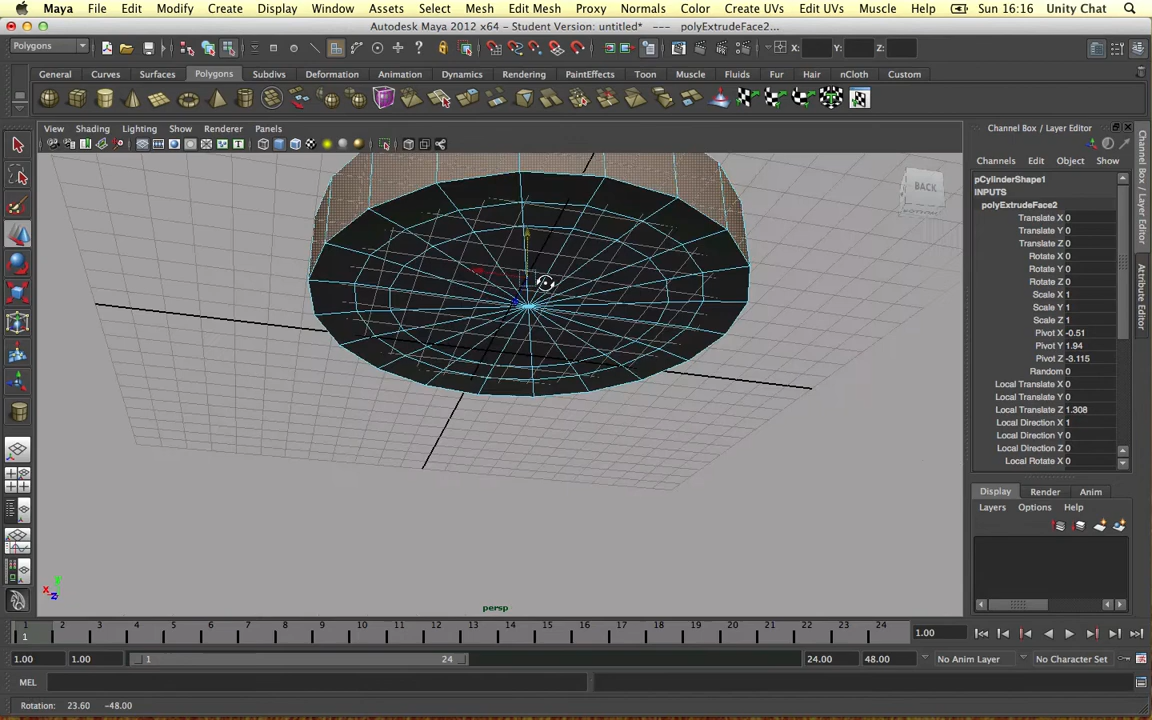 Maya File Edit Modify Create Display Window Assets Select Mesh Edit Mesh Proxy Normals Color Create UVs Edit UVs Muscle Help Sun 16:16 Unity Chat
Autodesk Maya 2012 x64 - Student Version: untitled* --- polyExtrudeFace2...
Polygons X: Y: Z:
General Curves Surfaces Polygons Subdivs Deformation Animation Dynamics Rendering PaintEffects Toon Muscle Fluids Fur Hair nCloth Custom
View Shading Lighting Show Renderer Panels
Channel Box / Layer Editor
Channels Edit Object Show
pCylinderShape1
INPUTS
polyExtrudeFace2
Translate X 0
Translate Y 0
Translate Z 0
Rotate X 0
Rotate Y 0
Rotate Z 0
Scale X 1
Scale Y 1
Scale Z 1
Pivot X -0.51
Pivot Y 1.94
Pivot Z -3.115
Random 0
Local Translate X 0
Local Translate Y 0
Local Translate Z 1.308
Local Direction X 1
Local Direction Y 0
Local Direction Z 0
Local Rotate X 0
Channel Box / Layer Editor
Attribute Editor
BACK
Display Render Anim
Layers Options Help
persp
1 2 3 4 5 6 7 8 9 10 11 12 13 14 15 16 17 18 19 20 21 22 23 24
1 1.00
1.00 1.00 1 24 24.00 48.00 No Anim Layer No Character Set
MEL
Rotation: 23.60 -48.00